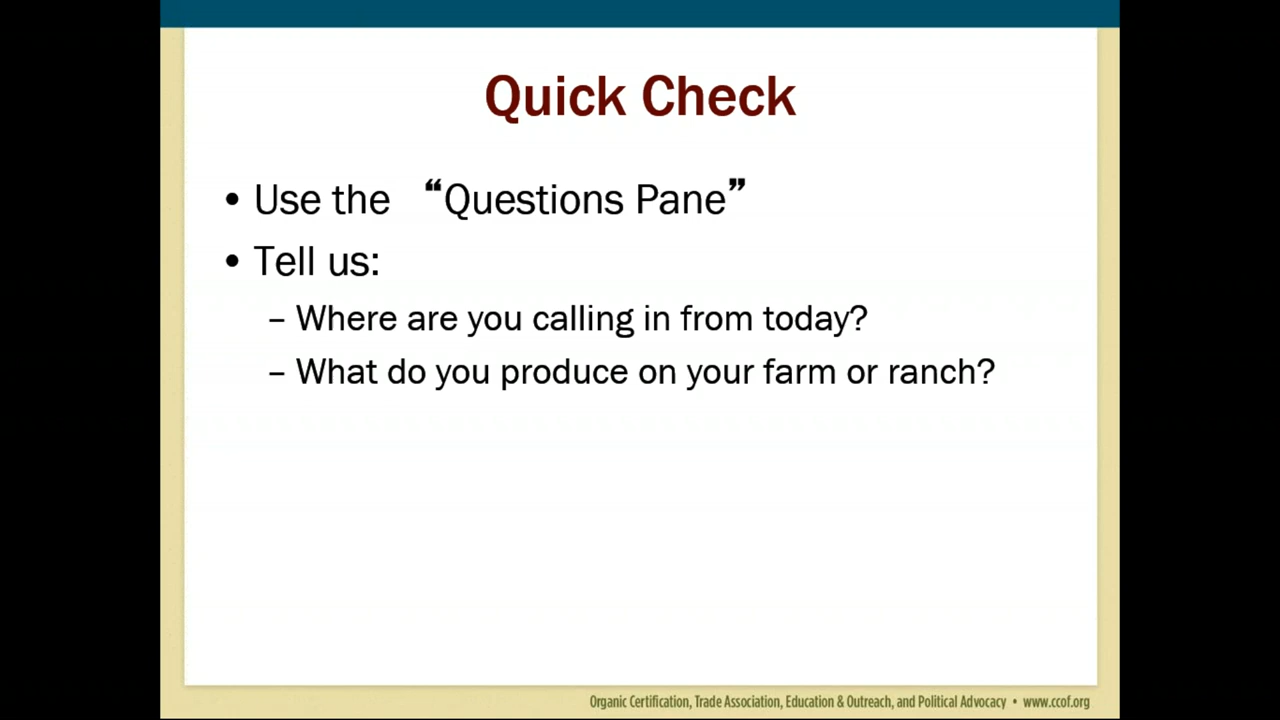 Quick Check
• Use the “Questions Pane”
• Tell us:
– Where are you calling in from today?
– What do you produce on your farm or ranch?
Organic Certification, Trade Association, Education & Outreach, and Political Advocacy • www.ccof.org